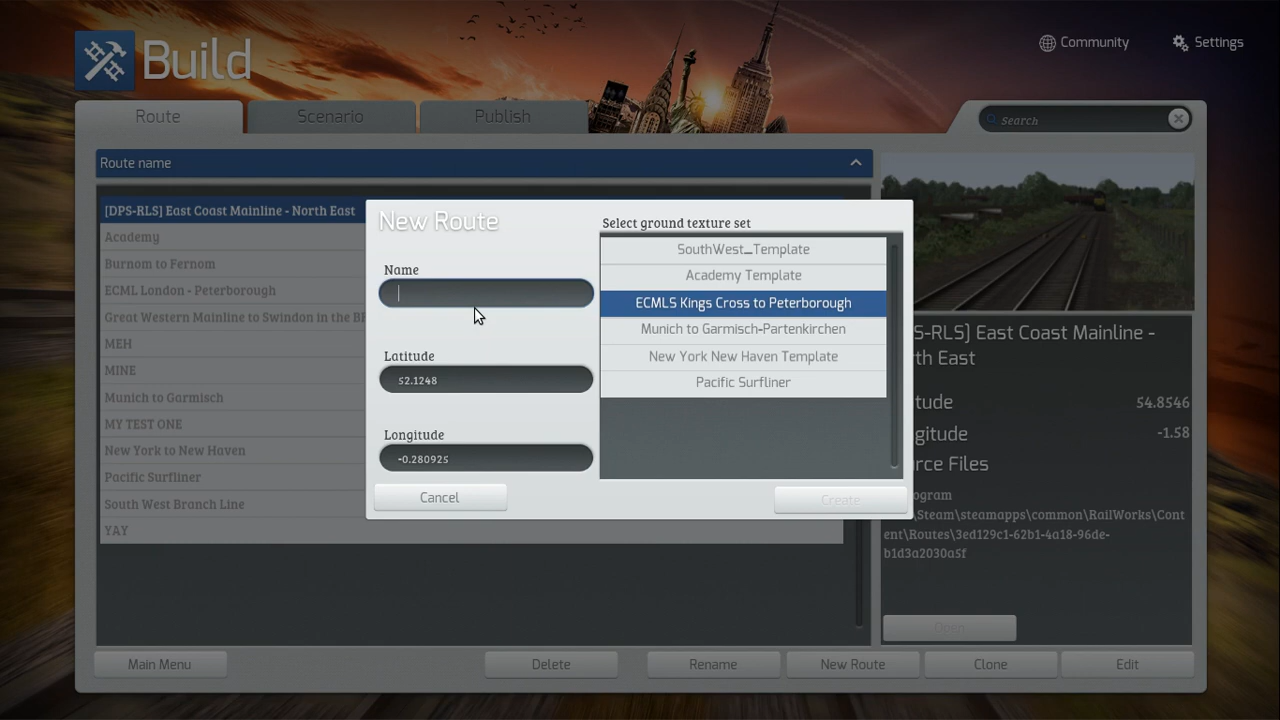 Build
Community
Settings
Route
Scenario
Publish
Search
Route name
[DPS-RLS] East Coast Mainline - North East
Academy
Burnom to Fernom
ECML London - Peterborough
Great Western Mainline to Swindon in the BR
MEH
MINE
Munich to Garmisch
MY TEST ONE
New York to New Haven
Pacific Surfliner
South West Branch Line
YAY
New Route
Name
Latitude
52.1248
Longitude
-0.280925
Cancel
Select ground texture set
SouthWest_Template
Academy Template
ECMLS Kings Cross to Peterborough
Munich to Garmisch-Partenkirchen
New York New Haven Template
Pacific Surfliner
Create
S-RLS] East Coast Mainline -
th East
tude 54.8546
gitude -1.58
rce Files
ogram
\Steam\steamapps\common\RailWorks\Cont
ent\Routes\3ed129c1-62b1-4a18-96de-
b1d3a2030a5f
Open
Main Menu
Delete
Rename
New Route
Clone
Edit